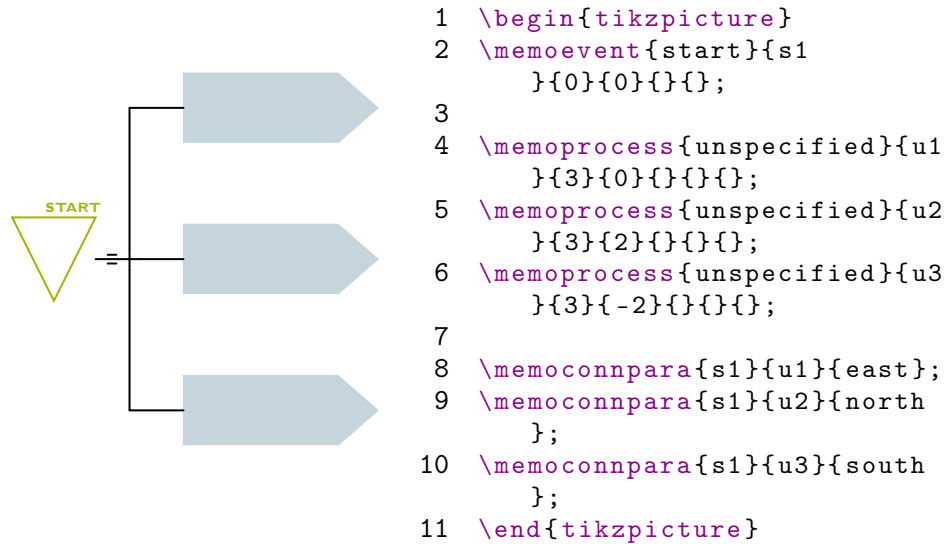 START
1 \begin{tikzpicture}
2 \memoevent{start}{s1
}{0}{0}{}{};
3
4 \memoprocess{unspecified}{u1
}{3}{0}{}{}{};
5 \memoprocess{unspecified}{u2
}{3}{2}{}{}{};
6 \memoprocess{unspecified}{u3
}{3}{-2}{}{}{};
7
8 \memoconnpara{s1}{u1}{east};
9 \memoconnpara{s1}{u2}{north
};
10 \memoconnpara{s1}{u3}{south
};
11 \end{tikzpicture}